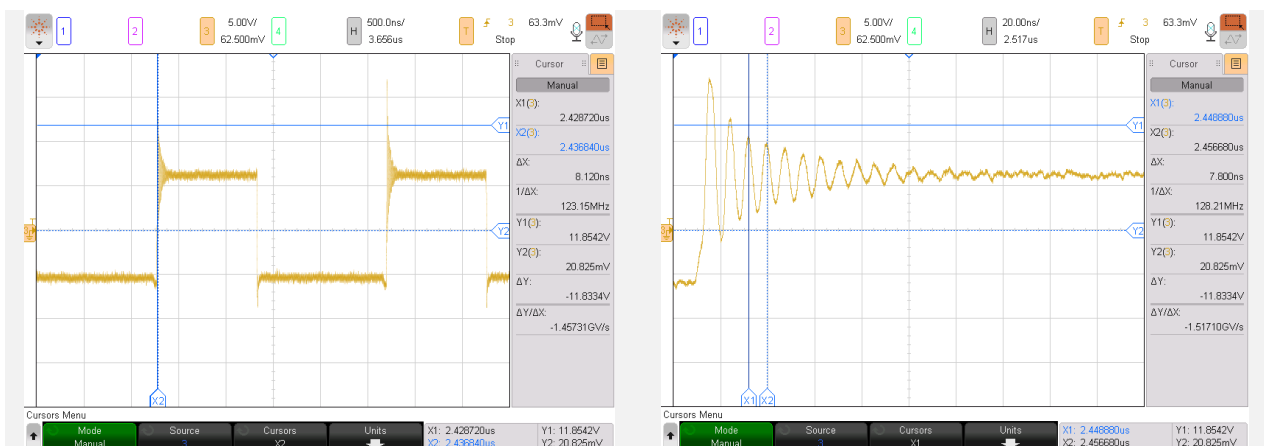 1
2
3
5.00V/
62.500mV
4
H
500.0ns/
3.656us
T
3
63.3mV
Stop
Cursor
Manual
X1(3):
2.428720us
X2(3):
2.436840us
ΔX:
8.120ns
1/ΔX:
123.15MHz
Y1(3):
11.8542V
Y2(3):
20.825mV
ΔY:
-11.8334V
ΔY/ΔX:
-1.45731GV/s
Y1
Y2
X2
Cursors Menu
Mode
Manual
Source
3
Cursors
X2
Units
X1: 2.428720us
X2: 2.436840us
Y1: 11.8542V
Y2: 20.825mV
1
2
3
5.00V/
62.500mV
4
H
20.00ns/
2.517us
T
3
63.3mV
Stop
Cursor
Manual
X1(3):
2.448880us
X2(3):
2.456680us
ΔX:
7.800ns
1/ΔX:
128.21MHz
Y1(3):
11.8542V
Y2(3):
20.825mV
ΔY:
-11.8334V
ΔY/ΔX:
-1.51710GV/s
Y1
Y2
X1
X2
Cursors Menu
Mode
Manual
Source
3
Cursors
X1
Units
X1: 2.448880us
X2: 2.456680us
Y1: 11.8542V
Y2: 20.825mV